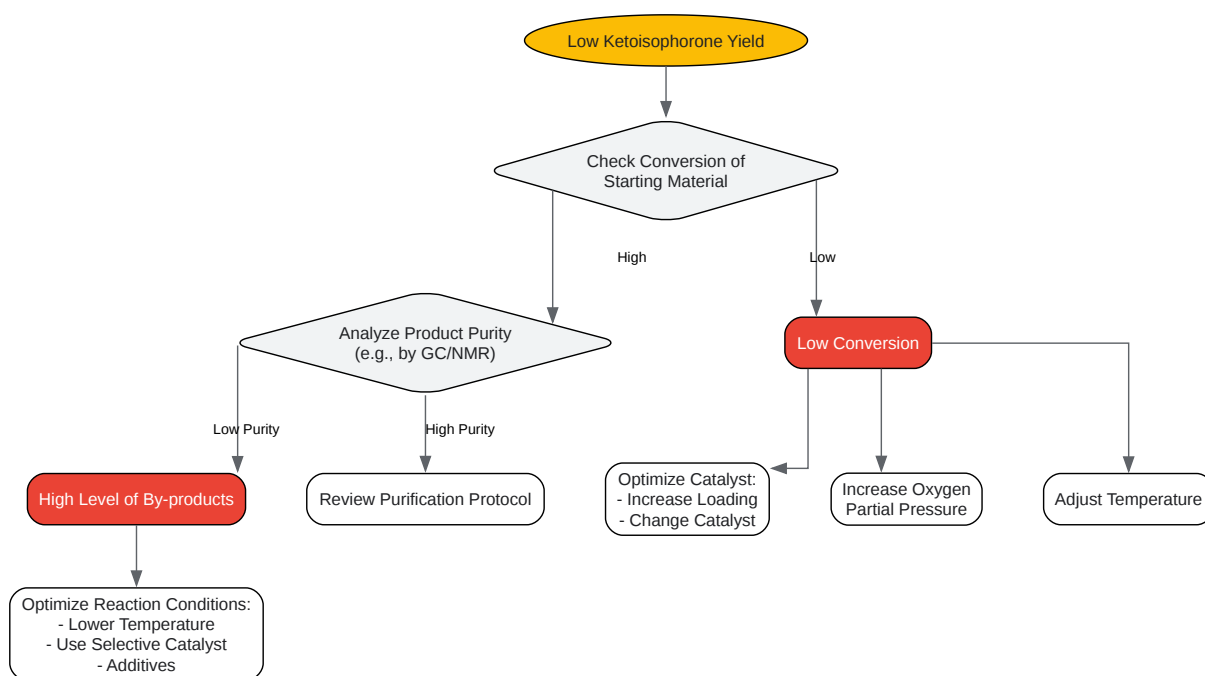 Low Ketoisophorone Yield
Check Conversion of
Starting Material
High
Low
Analyze Product Purity
(e.g., by GC/NMR)
Low Conversion
Low Purity
High Purity
High Level of By-products
Review Purification Protocol
Optimize Catalyst:
- Increase Loading
- Change Catalyst
Increase Oxygen
Partial Pressure
Adjust Temperature
Optimize Reaction Conditions:
- Lower Temperature
- Use Selective Catalyst
- Additives